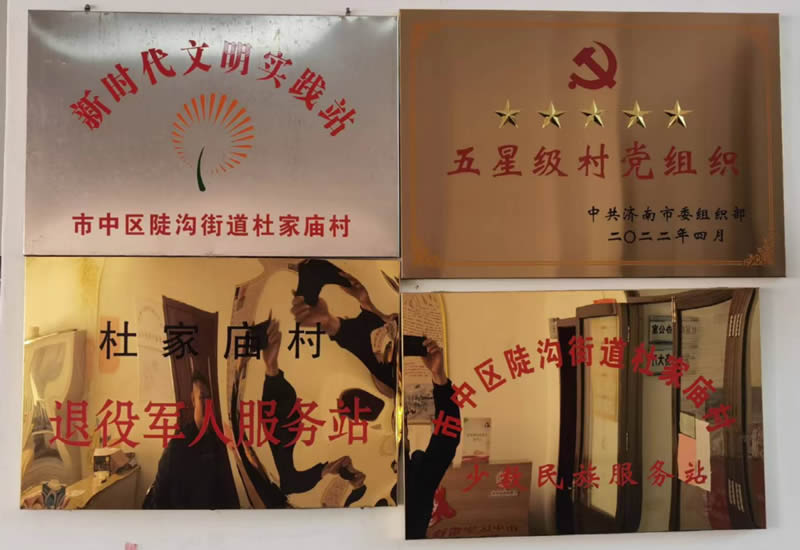 新时代文明实践站
市中区陡沟街道杜家庙村
五星级村党组织
中共济南市委组织部
二〇二二年四月
杜家庙村
退役军人服务站
市中区陡沟街道杜家庙村
少数民族服务站